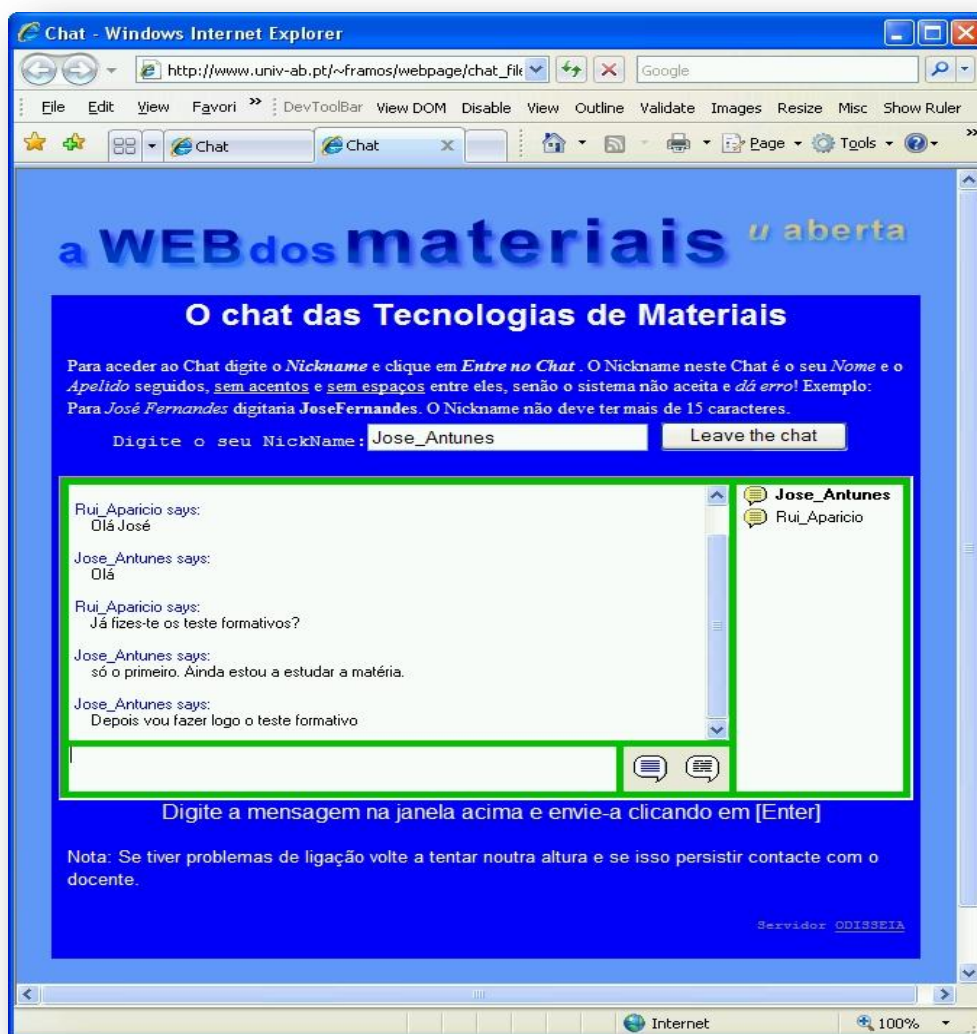 Chat - Windows Internet Explorer
http://www.univ-ab.pt/~framos/webpage/chat_file
Google
File Edit View Favori » DevToolBar View DOM Disable View Outline Validate Images Resize Misc Show Ruler
Chat Chat x Page Tools »
a WEB dos materiais u aberta
O chat das Tecnologias de Materiais
Para aceder ao Chat digite o Nickname e clique em Entre no Chat . O Nickname neste Chat é o seu Nome e o
Apelido seguidos, sem acentos e sem espaços entre eles, senão o sistema não aceita e dá erro! Exemplo:
Para José Fernandes digitaria JoseFernandes. O Nickname não deve ter mais de 15 caracteres.
Digite o seu NickName: Jose_Antunes Leave the chat
Jose_Antunes
Rui_Aparicio
Rui_Aparicio says:
Olá José
Jose_Antunes says:
Olá
Rui_Aparicio says:
Já fizes-te os teste formativos?
Jose_Antunes says:
só o primeiro. Ainda estou a estudar a matéria.
Jose_Antunes says:
Depois vou fazer logo o teste formativo
Digite a mensagem na janela acima e envie-a clicando em [Enter]
Nota: Se tiver problemas de ligação volte a tentar noutra altura e se isso persistir contacte com o
docente.
Servidor ODISSEIA
Internet 100%